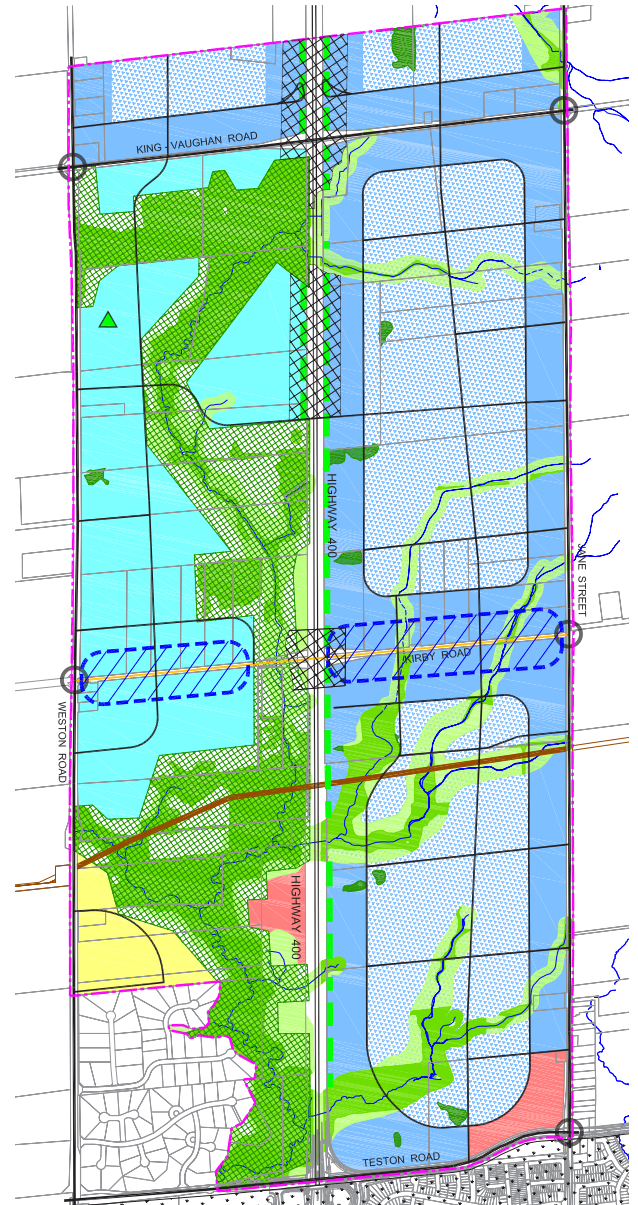 KING - VAUGHAN ROAD
HIGHWAY 400
JANE STREET
KIRBY ROAD
WESTON ROAD
HIGHWAY 400
TESTON ROAD